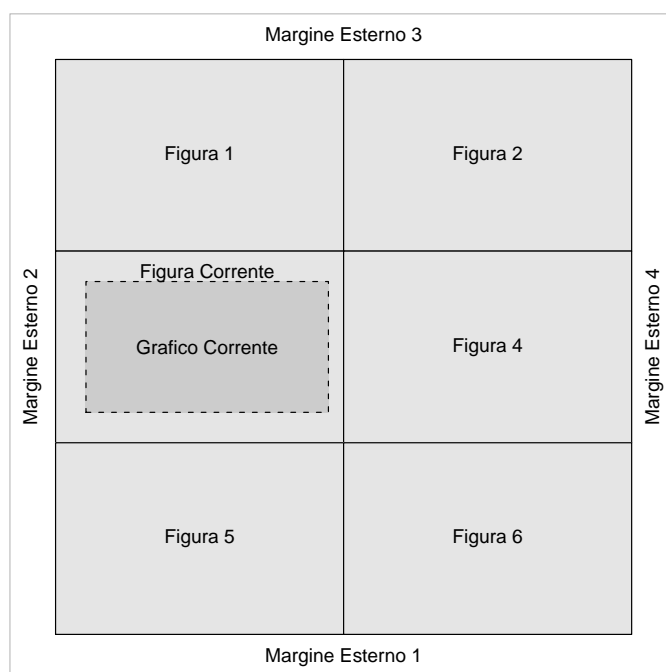 Margine Esterno 3
Figura 1
Figura 2
Margine Esterno 2
Figura Corrente
Grafico Corrente
Figura 4
Margine Esterno 4
Figura 5
Figura 6
Margine Esterno 1